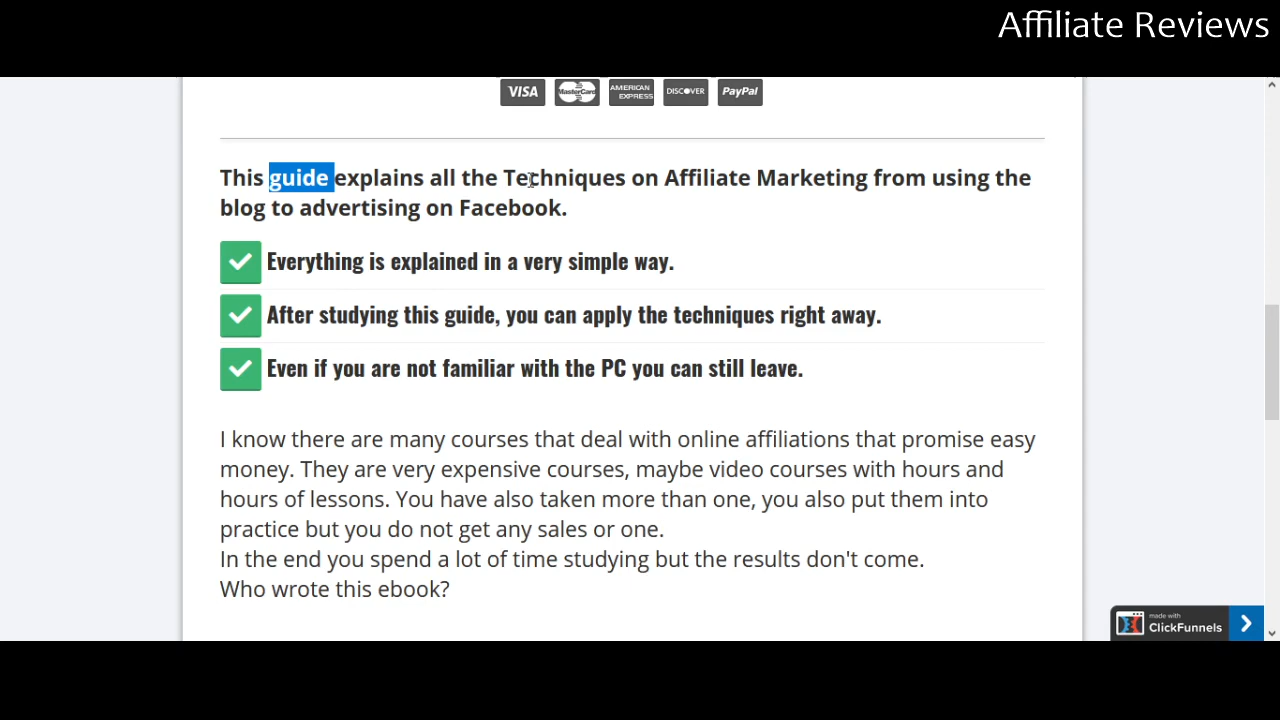 Affiliate Reviews
VISA MasterCard AMERICAN EXPRESS DISCOVER PayPal
This guide explains all the Techniques on Affiliate Marketing from using the
blog to advertising on Facebook.
Everything is explained in a very simple way.
After studying this guide, you can apply the techniques right away.
Even if you are not familiar with the PC you can still leave.
I know there are many courses that deal with online affiliations that promise easy
money. They are very expensive courses, maybe video courses with hours and
hours of lessons. You have also taken more than one, you also put them into
practice but you do not get any sales or one.
In the end you spend a lot of time studying but the results don't come.
Who wrote this ebook?
made with
ClickFunnels